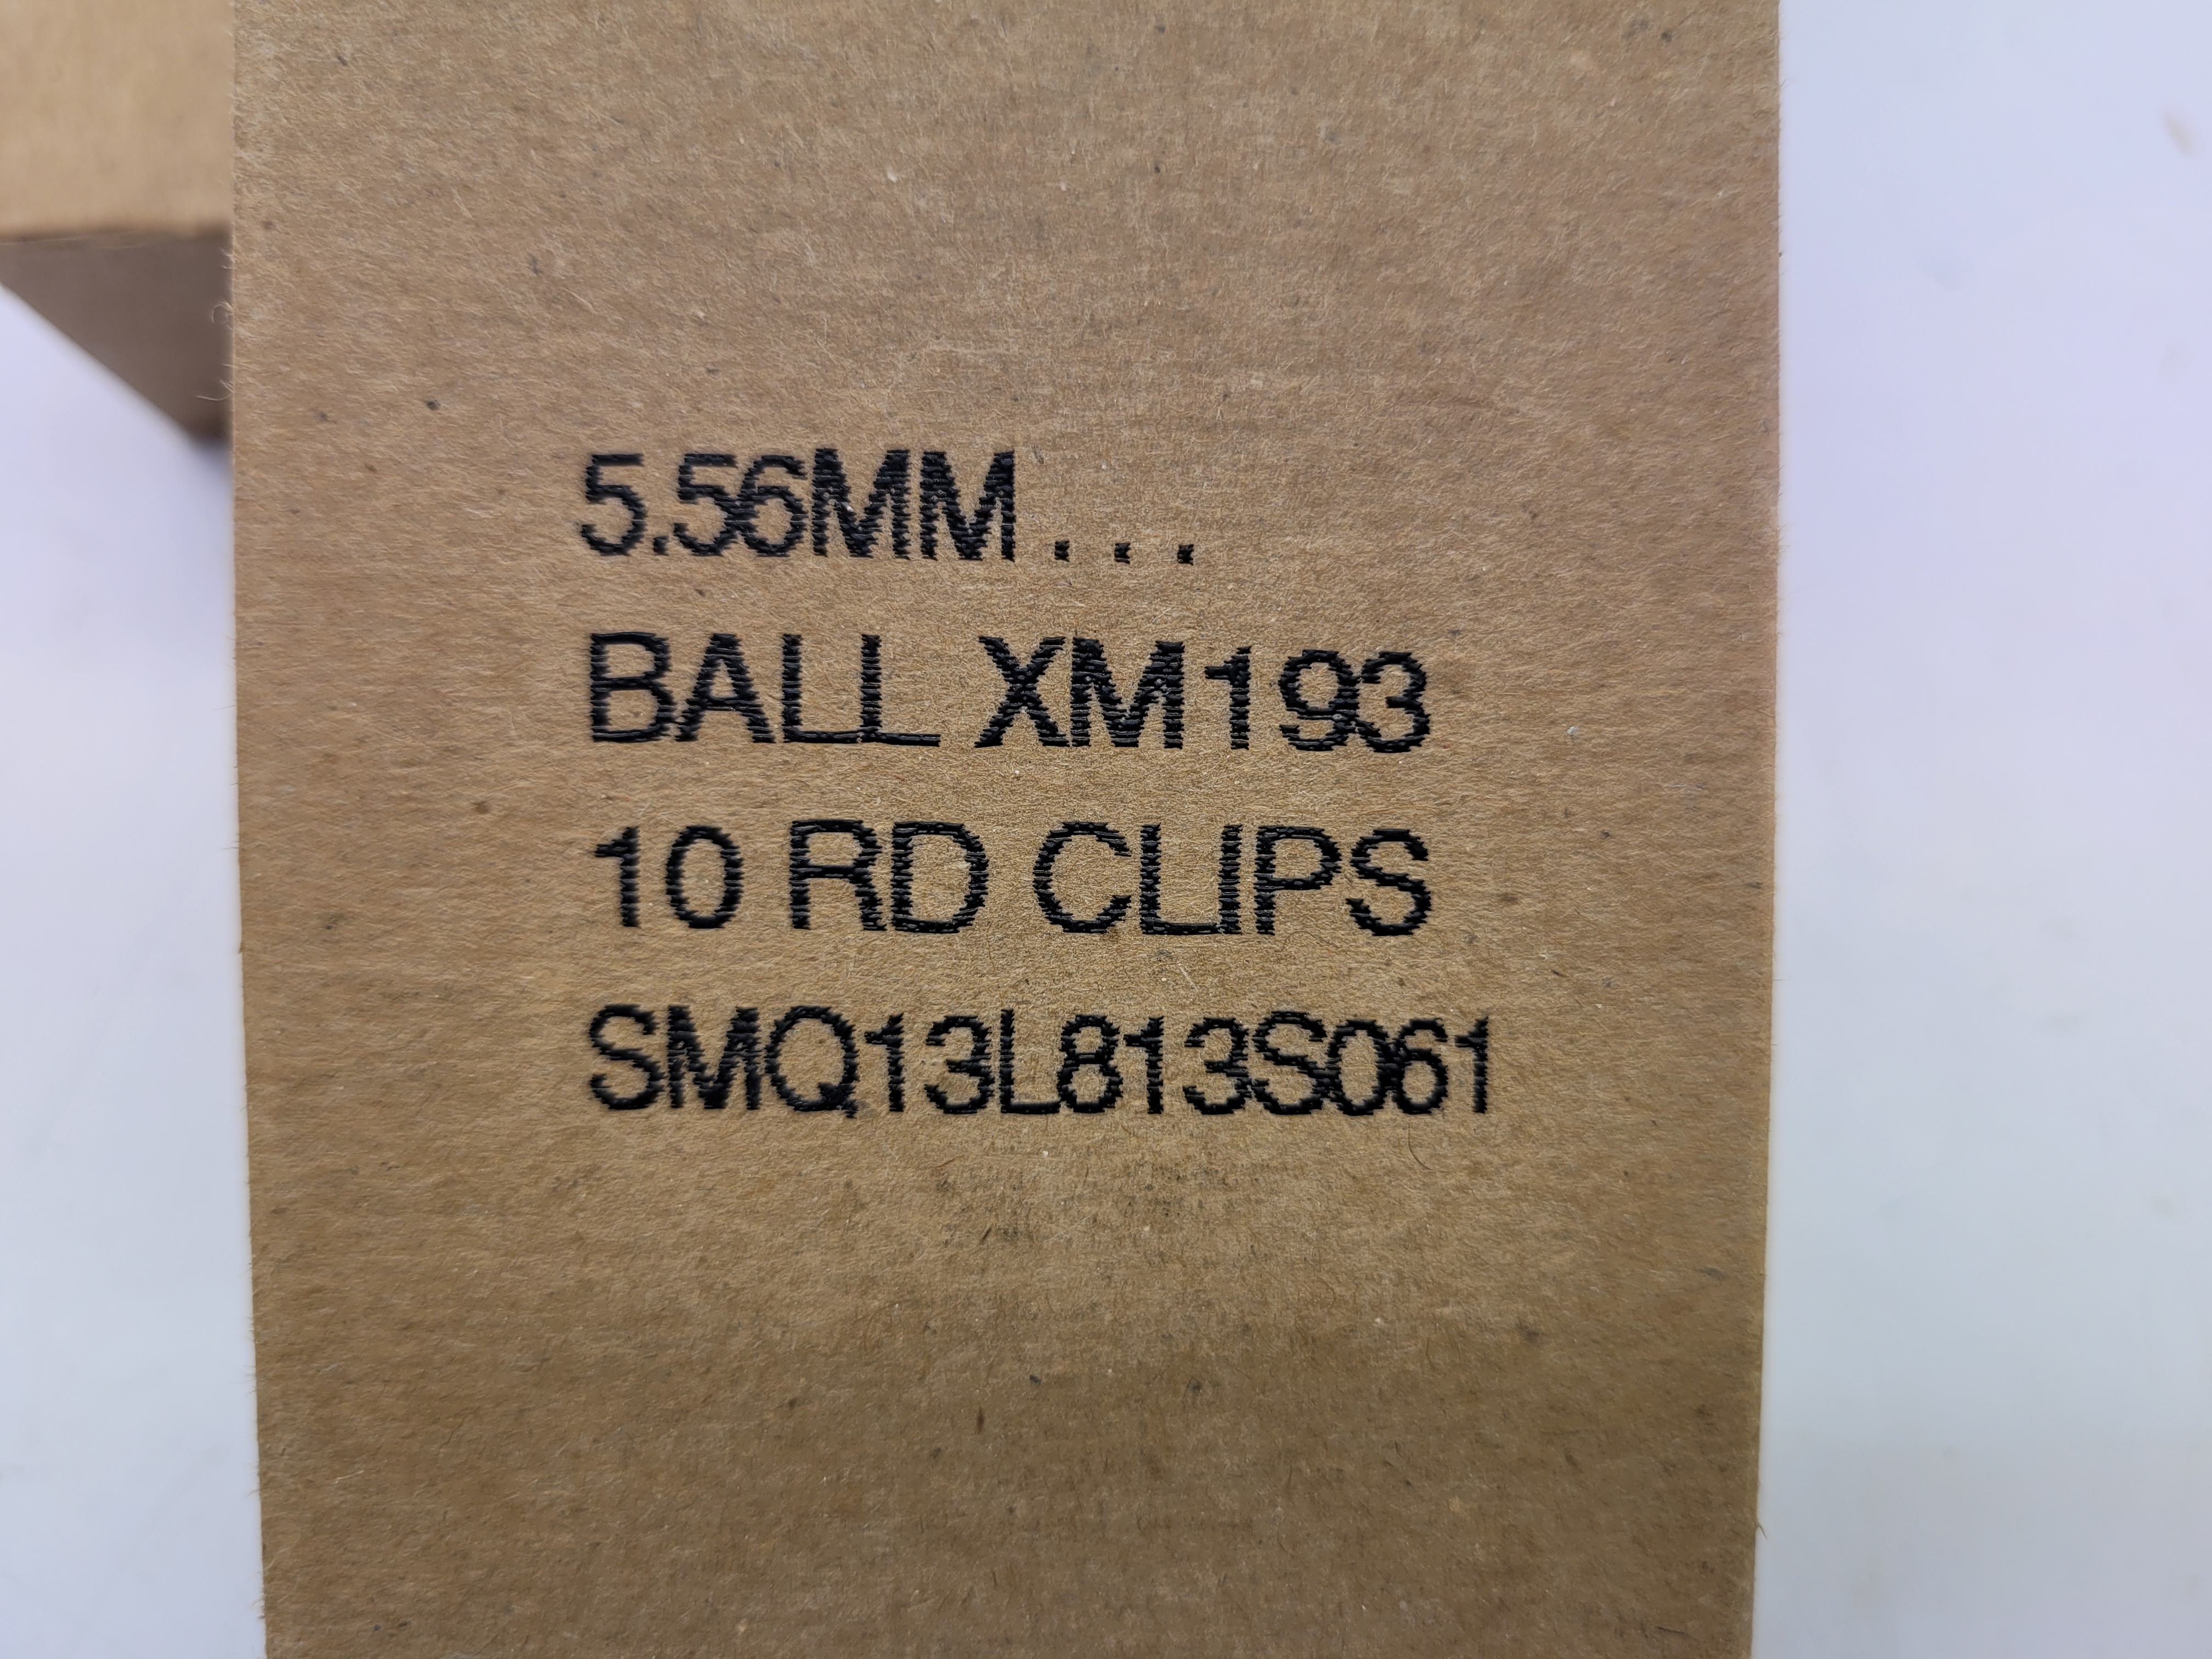 5.56MM . . .
BALL XM193
10 RD CLIPS
SMQ13L813S061